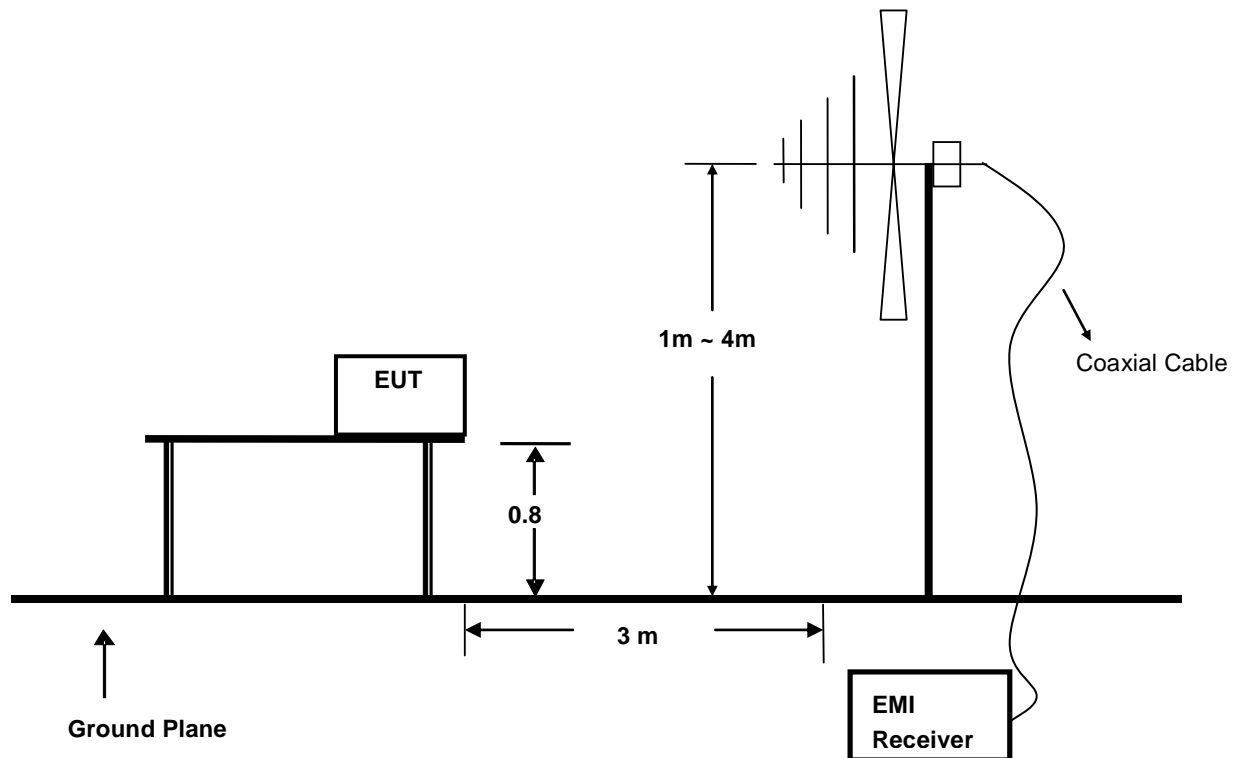 1m ~ 4m
Coaxial Cable
EUT
0.8
3 m
Ground Plane
EMI
Receiver